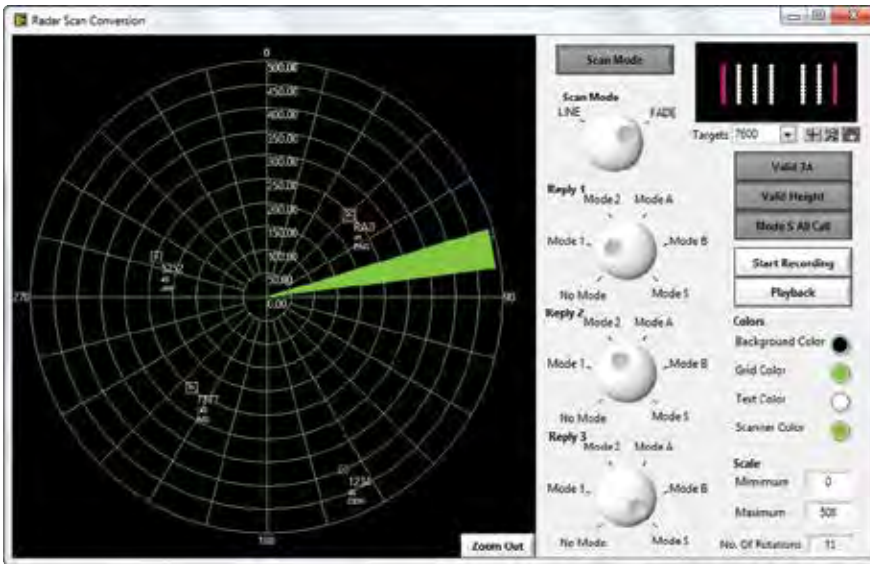 Radar Scan Conversion
0
500.00
450.00
400.00
350.00
300.00
250.00
200.00
150.00
100.00
50.00
0.00
270
90
180
RAD
1234
Zoom Out
Scan Mode
Scan Mode
LINE
FADE
Reply 1
Mode 2
Mode A
Mode 1
Mode B
No Mode
Mode S
Reply 2
Mode 2
Mode A
Mode 1
Mode B
No Mode
Mode S
Reply 3
Mode 2
Mode A
Mode 1
Mode B
No Mode
Mode S
Targets 7600
Valid 3A
Valid Height
Mode S All Call
Start Recording
Playback
Colors
Background Color
Grid Color
Text Color
Scanner Color
Scale
Minimum 0
Maximum
No. Of Rotations